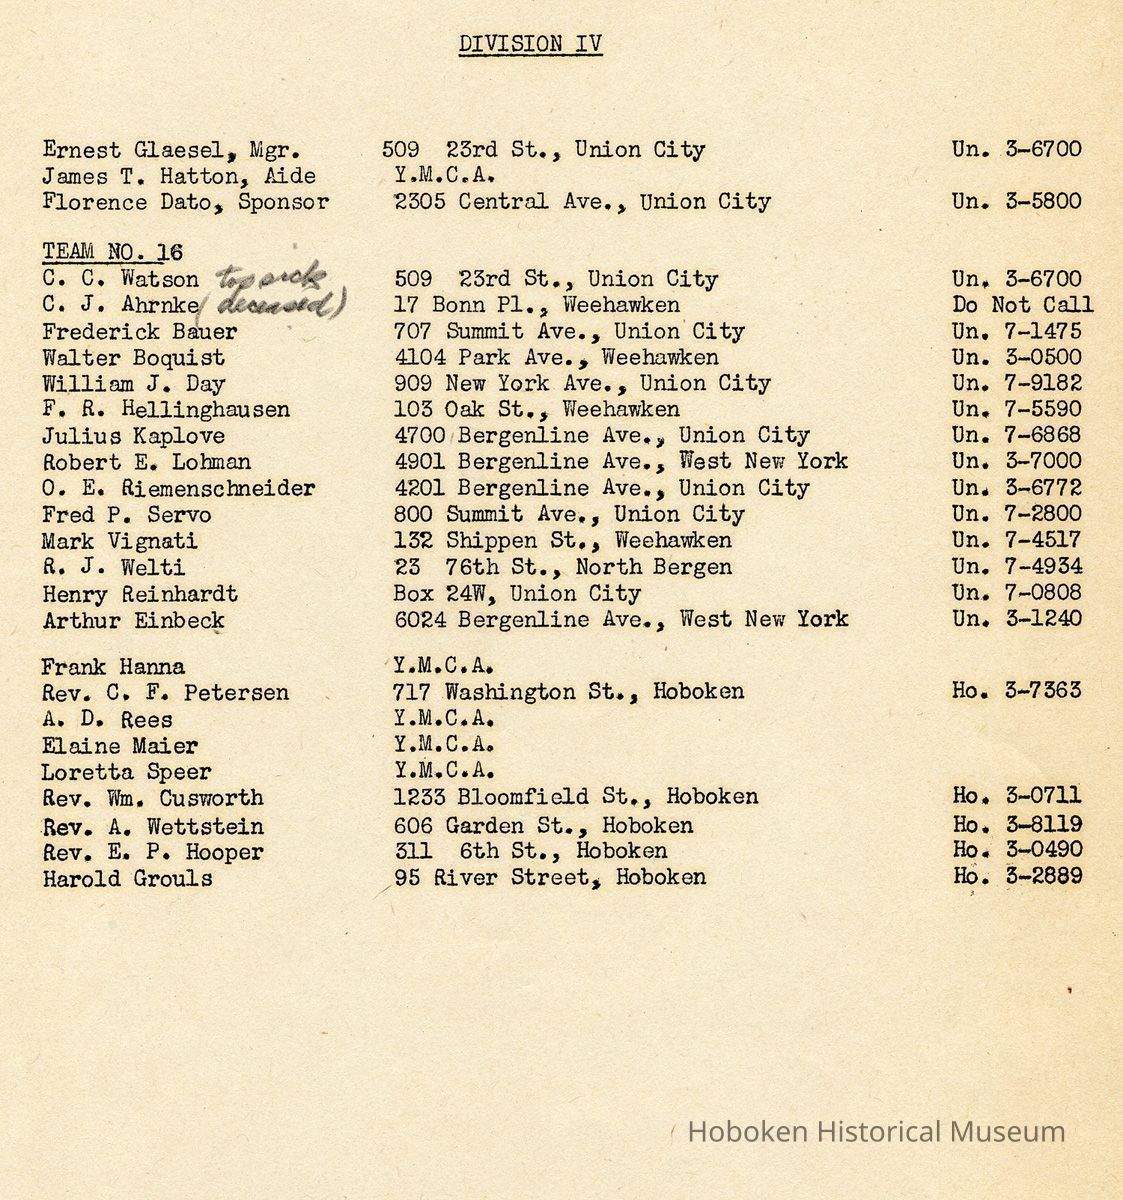 DIVISION IV
Ernest Glaesel, Mgr. 509 23rd St., Union City Un. 3-6700
James T. Hatton, Aide Y.M.C.A.
Florence Dato, Sponsor 2305 Central Ave., Union City Un. 3-5800
TEAM NO. 16
C. C. Watson too sick 509 23rd St., Union City Un. 3-6700
C. J. Ahrnke (deceased) 17 Bonn Pl., Weehawken Do Not Call
Frederick Bauer 707 Summit Ave., Union City Un. 7-1475
Walter Boquist 4104 Park Ave., Weehawken Un. 3-0500
William J. Day 909 New York Ave., Union City Un. 7-9182
F. R. Hellinghausen 103 Oak St., Weehawken Un. 7-5590
Julius Kaplove 4700 Bergenline Ave., Union City Un. 7-6868
Robert E. Lohman 4901 Bergenline Ave., West New York Un. 3-7000
O. E. Riemenschneider 4201 Bergenline Ave., Union City Un. 3-6772
Fred P. Servo 800 Summit Ave., Union City Un. 7-2800
Mark Vignati 132 Shippen St., Weehawken Un. 7-4517
R. J. Welti 23 76th St., North Bergen Un. 7-4934
Henry Reinhardt Box 24W, Union City Un. 7-0808
Arthur Einbeck 6024 Bergenline Ave., West New York Un. 3-1240
Frank Hanna Y.M.C.A.
Rev. C. F. Petersen 717 Washington St., Hoboken Ho. 3-7363
A. D. Rees Y.M.C.A.
Elaine Maier Y.M.C.A.
Loretta Speer Y.M.C.A.
Rev. Wm. Cusworth 1233 Bloomfield St., Hoboken Ho. 3-0711
Rev. A. Wettstein 606 Garden St., Hoboken Ho. 3-8119
Rev. E. P. Hooper 311 6th St., Hoboken Ho. 3-0490
Harold Grouls 95 River Street, Hoboken Ho. 3-2889
Hoboken Historical Museum